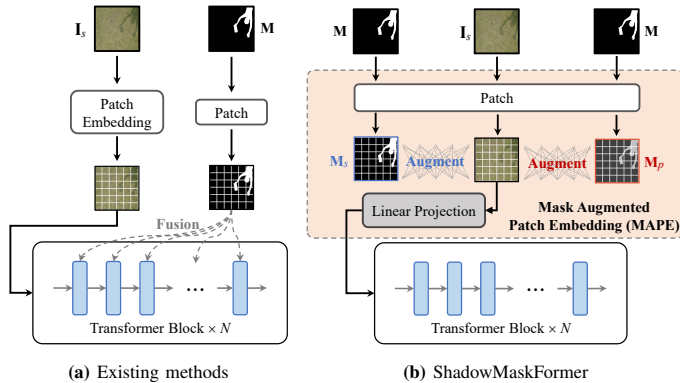 I_s
M
Patch
Embedding
Patch
Fusion
...
Transformer Block × N
(a) Existing methods
M
I_s
M
Patch
M_s
Augment
Augment
M_p
Linear Projection
Mask Augmented
Patch Embedding (MAPE)
...
Transformer Block × N
(b) ShadowMaskFormer